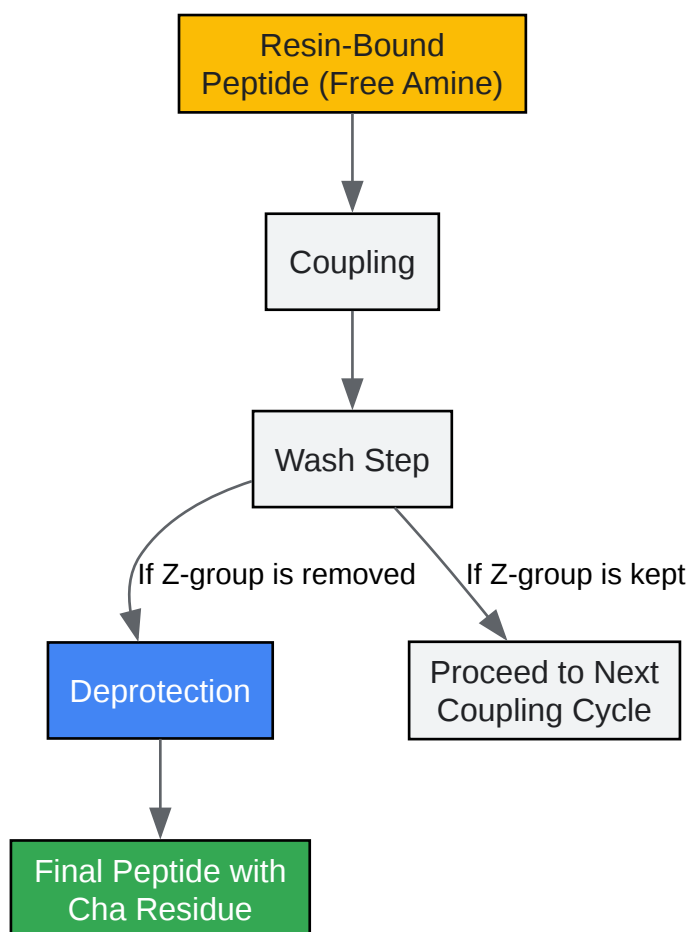 Resin-Bound
Peptide (Free Amine)
Coupling
Wash Step
If Z-group is removed
If Z-group is kept
Deprotection
Proceed to Next
Coupling Cycle
Final Peptide with
Cha Residue